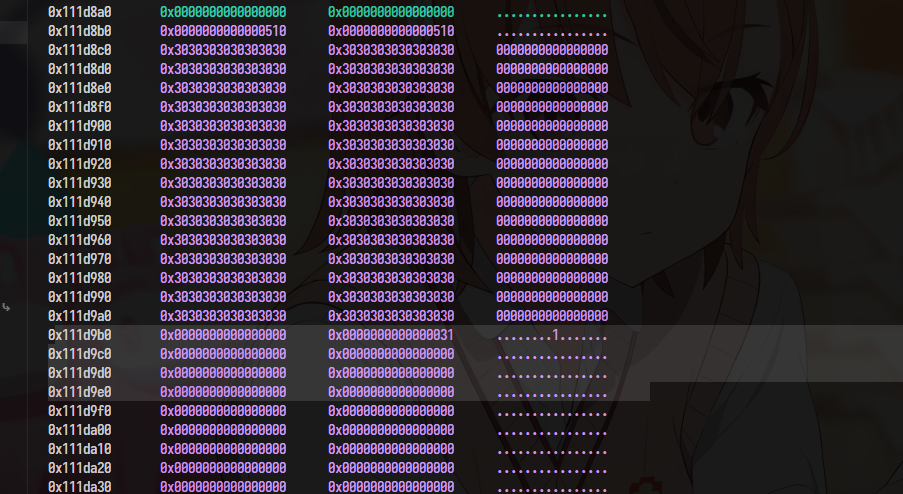 0x111d8a0 0x0000000000000000 0x0000000000000000 ................
0x111d8b0 0x0000000000000510 0x0000000000000510 ................
0x111d8c0 0x3030303030303030 0x3030303030303030 0000000000000000
0x111d8d0 0x3030303030303030 0x3030303030303030 0000000000000000
0x111d8e0 0x3030303030303030 0x3030303030303030 0000000000000000
0x111d8f0 0x3030303030303030 0x3030303030303030 0000000000000000
0x111d900 0x3030303030303030 0x3030303030303030 0000000000000000
0x111d910 0x3030303030303030 0x3030303030303030 0000000000000000
0x111d920 0x3030303030303030 0x3030303030303030 0000000000000000
0x111d930 0x3030303030303030 0x3030303030303030 0000000000000000
0x111d940 0x3030303030303030 0x3030303030303030 0000000000000000
0x111d950 0x3030303030303030 0x3030303030303030 0000000000000000
0x111d960 0x3030303030303030 0x3030303030303030 0000000000000000
0x111d970 0x3030303030303030 0x3030303030303030 0000000000000000
0x111d980 0x3030303030303030 0x3030303030303030 0000000000000000
0x111d990 0x3030303030303030 0x3030303030303030 0000000000000000
0x111d9a0 0x3030303030303030 0x3030303030303030 0000000000000000
0x111d9b0 0x0000000000000000 0x0000000000000031 ........1.......
0x111d9c0 0x0000000000000000 0x0000000000000000 ................
0x111d9d0 0x0000000000000000 0x0000000000000000 ................
0x111d9e0 0x0000000000000000 0x0000000000000000 ................
0x111d9f0 0x0000000000000000 0x0000000000000000 ................
0x111da00 0x0000000000000000 0x0000000000000000 ................
0x111da10 0x0000000000000000 0x0000000000000000 ................
0x111da20 0x0000000000000000 0x0000000000000000 ................
0x111da30 0x0000000000000000 0x0000000000000000 ................